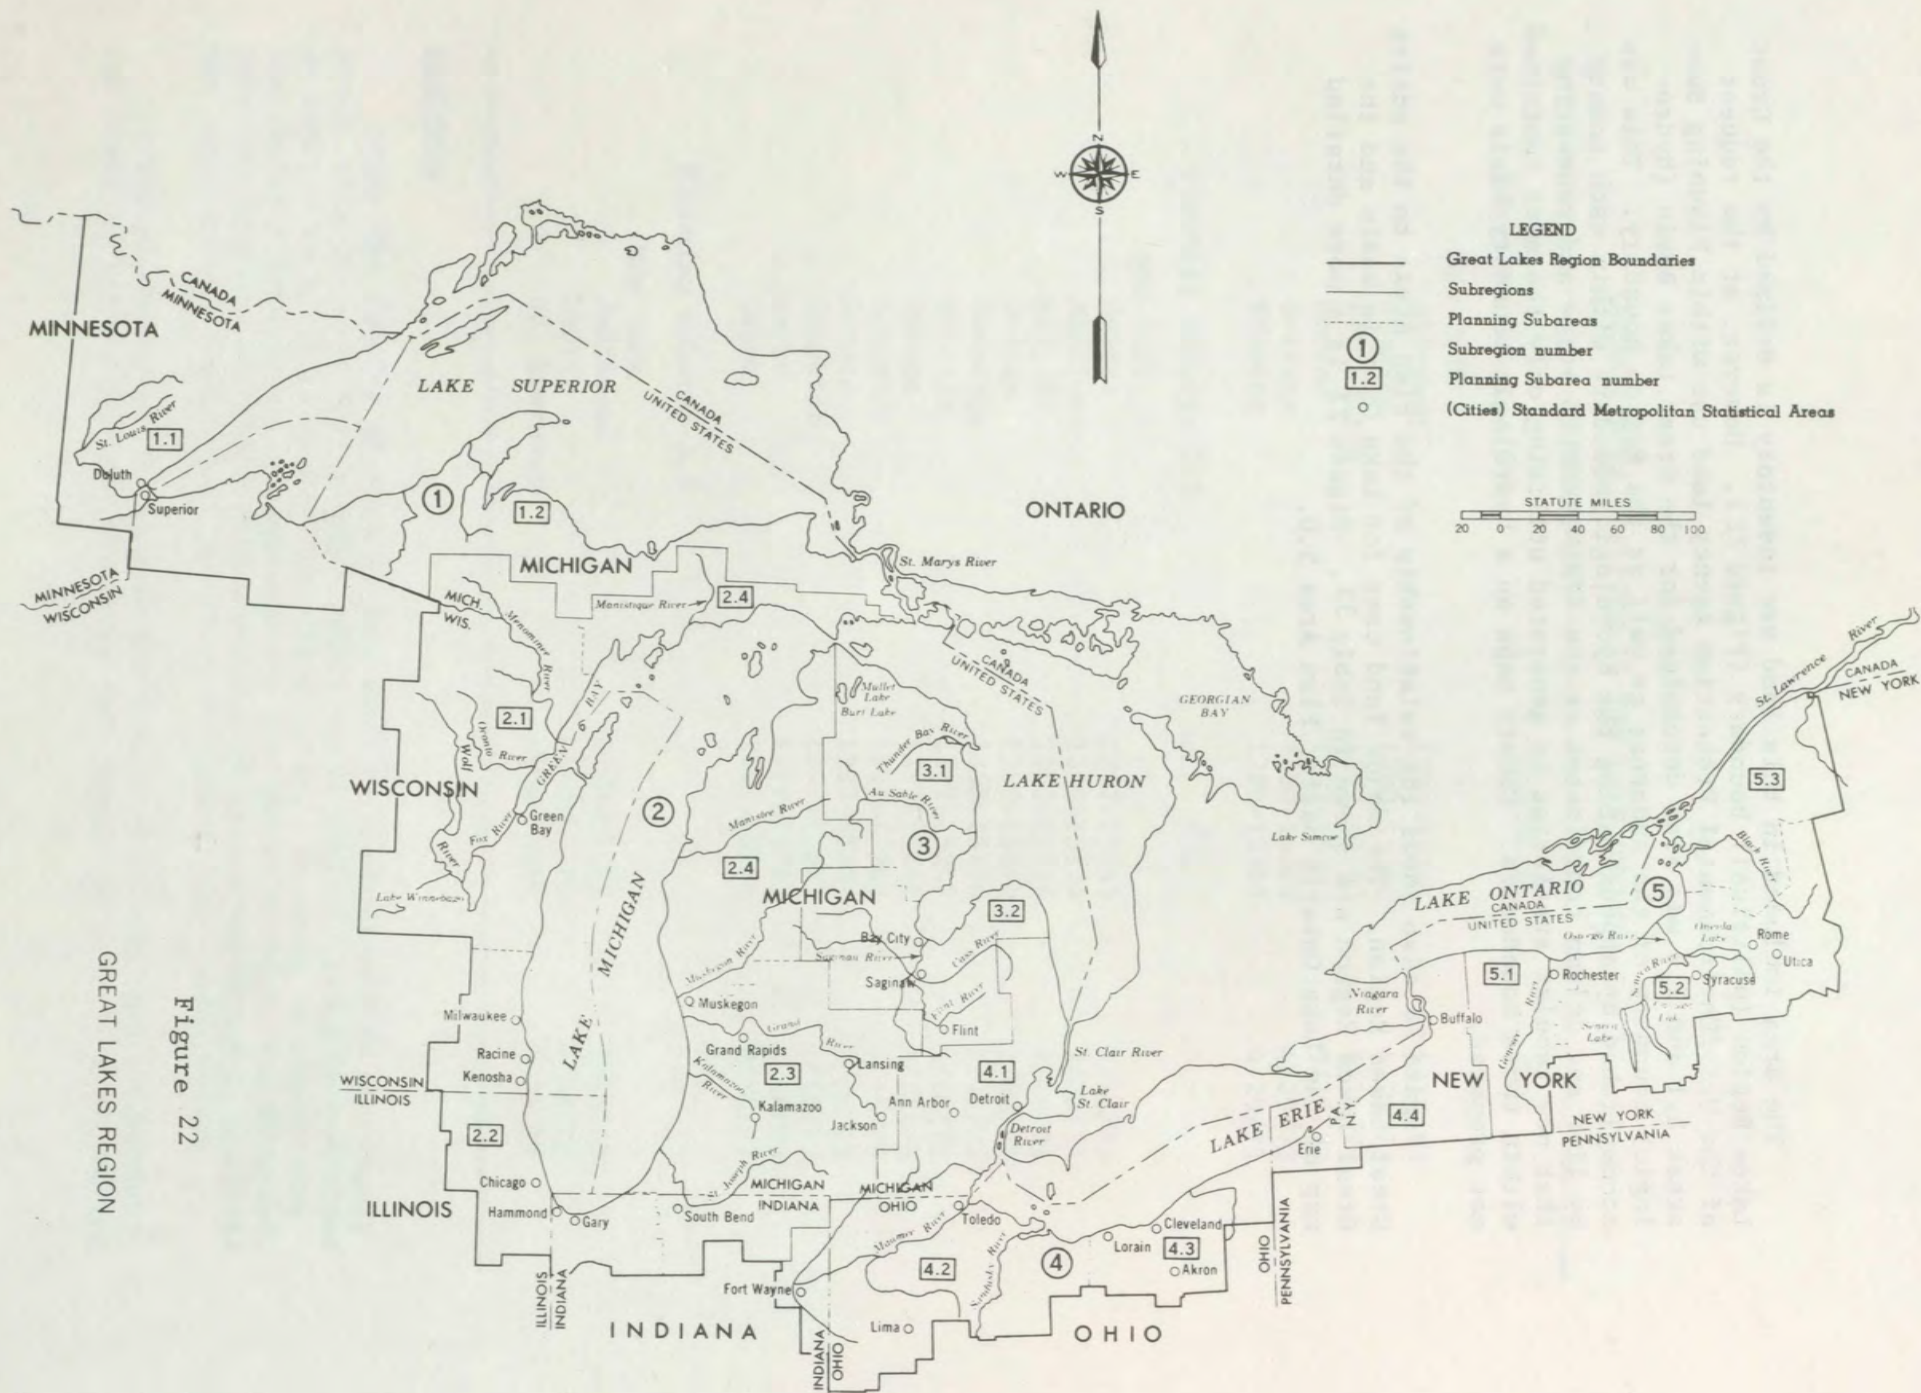 N
W
E
S
LEGEND
Great Lakes Region Boundaries
Subregions
Planning Subareas
1
Subregion number
1.2
Planning Subarea number
(Cities) Standard Metropolitan Statistical Areas
STATUTE MILES
20 0 20 40 60 80 100
CANADA
MINNESOTA
MINNESOTA
LAKE SUPERIOR
CANADA
UNITED STATES
St. Louis River
1.1
Duluth
Superior
1
1.2
ONTARIO
MICHIGAN
St. Marys River
MINNESOTA
WISCONSIN
MICH.
WIS.
Menominee River
Manistique River
2.4
CANADA
UNITED STATES
Mullet
Lake
Burt Lake
GEORGIAN
BAY
St. Lawrence River
CANADA
NEW YORK
2.1
Oconto
River
Wolf
River
GREEN BAY
6
Thunder Bay River
3.1
LAKE HURON
5.3
WISCONSIN
2
Au Sable River
Manistee River
Fox River
Green
Bay
3
Lake Simcoe
Black River
2.4
MICHIGAN
LAKE ONTARIO
CANADA
UNITED STATES
5
Lake Winnebago
3.2
Bay City
Saginaw River
Cass River
Oswego River
Oneida
Lake
Rome
Utica
LAKE MICHIGAN
Muskegon River
Saginaw
5.1
Rochester
Seneca River
5.2
Syracuse
Muskegon
Flint River
Flint
Niagara
River
Buffalo
Genesee River
Seneca
Lake
Milwaukee
Grand
River
Grand Rapids
Racine
Kenosha
Kalamazoo
River
2.3
Lansing
4.1
St. Clair River
WISCONSIN
ILLINOIS
NEW YORK
Kalamazoo
Jackson
Ann Arbor
Detroit
Lake
St. Clair
Detroit
River
LAKE ERIE
PA.
N.Y.
4.4
NEW YORK
PENNSYLVANIA
2.2
Erie
Chicago
St. Joseph River
MICHIGAN
INDIANA
MICHIGAN
OHIO
ILLINOIS
Hammond
Gary
South Bend
Toledo
Maumee River
Cleveland
Lorain
4.3
Akron
4.2
Sandusky River
4
OHIO
PENNSYLVANIA
Fort Wayne
ILLINOIS
INDIANA
INDIANA
Lima
OHIO
INDIANA
OHIO
Figure 22
GREAT LAKES REGION